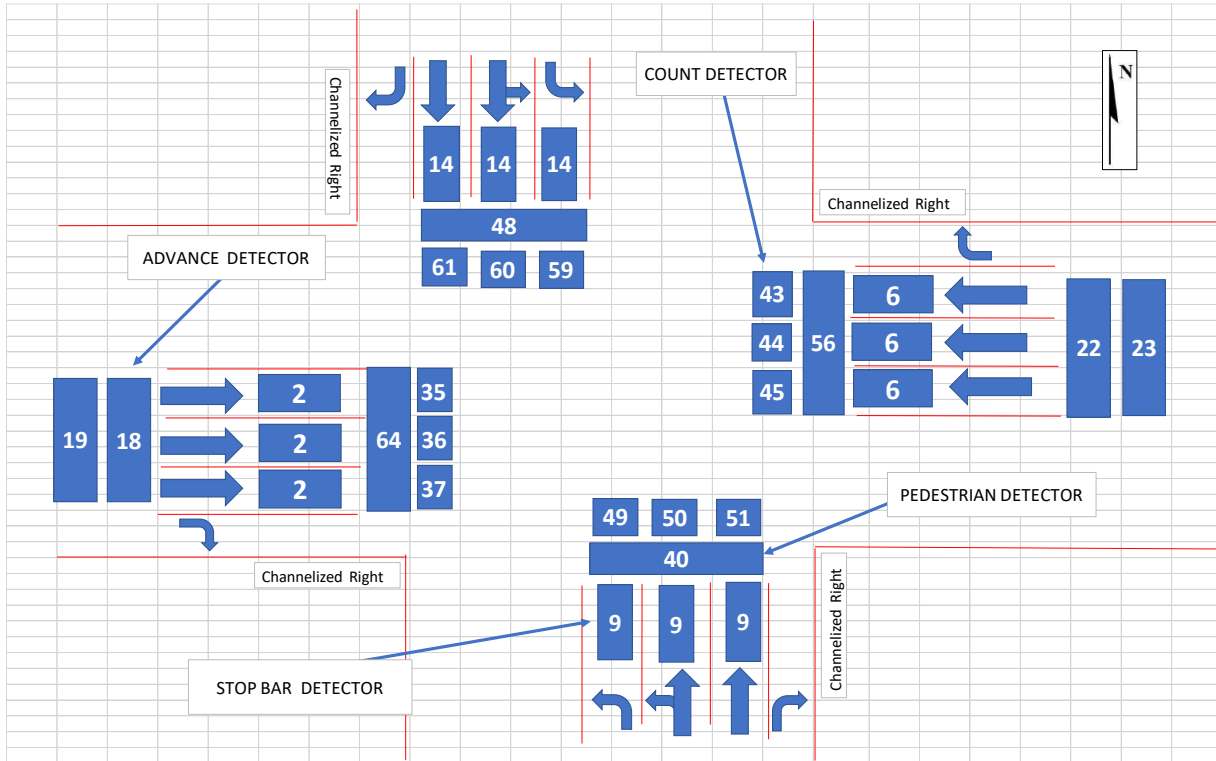 COUNT DETECTOR
N
Channelized Right
14 14 14
Channelized Right
48
ADVANCE DETECTOR
61 60 59
43 6
44 56 6 22 23
45 6
2 35
19 18 2 64 36
2 37
PEDESTRIAN DETECTOR
49 50 51
40
Channelized Right
9 9 9
Channelized Right
STOP BAR DETECTOR